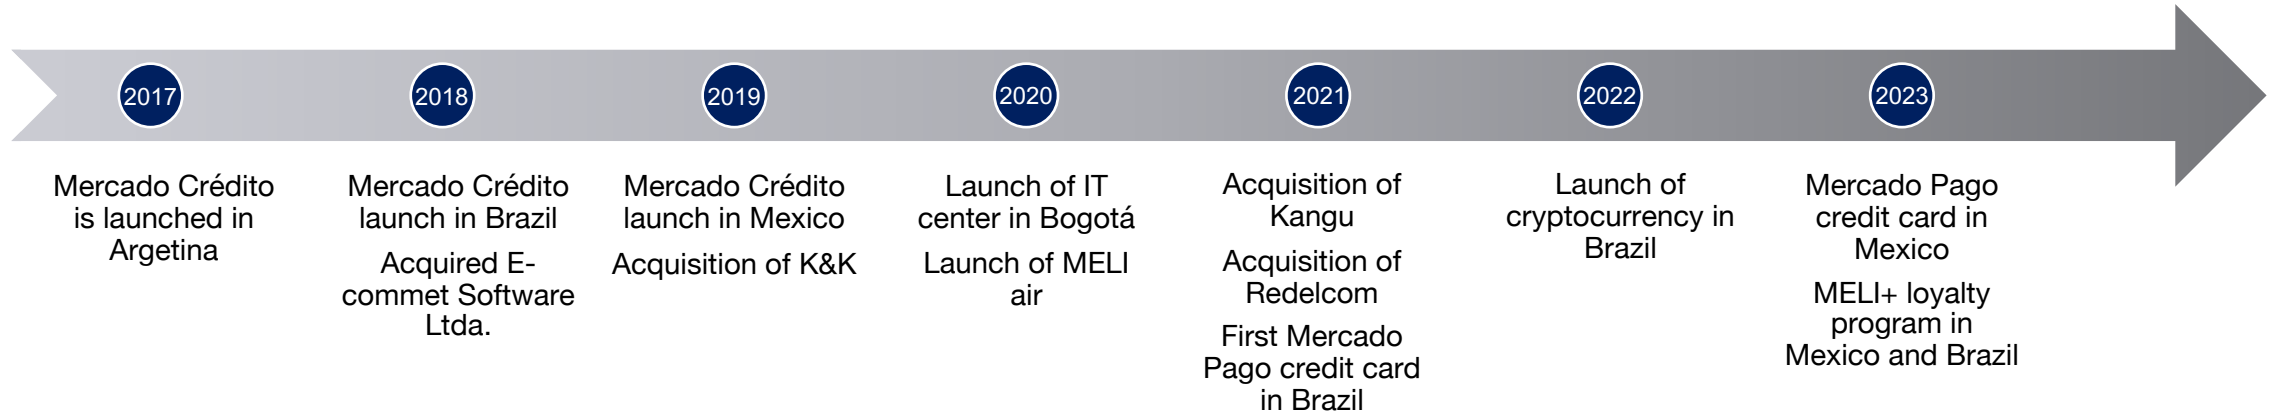 2017
2018
2019
2020
2021
2022
2023
Mercado Crédito
is launched in
Argetina
Mercado Crédito
launch in Brazil
Acquired E-
commet Software
Ltda.
Mercado Crédito
launch in Mexico
Acquisition of K&K
Launch of IT
center in Bogotá
Launch of MELI
air
Acquisition of
Kangu
Acquisition of
Redelcom
First Mercado
Pago credit card
in Brazil
Launch of
cryptocurrency in
Brazil
Mercado Pago
credit card in
Mexico
MELI+ loyalty
program in
Mexico and Brazil